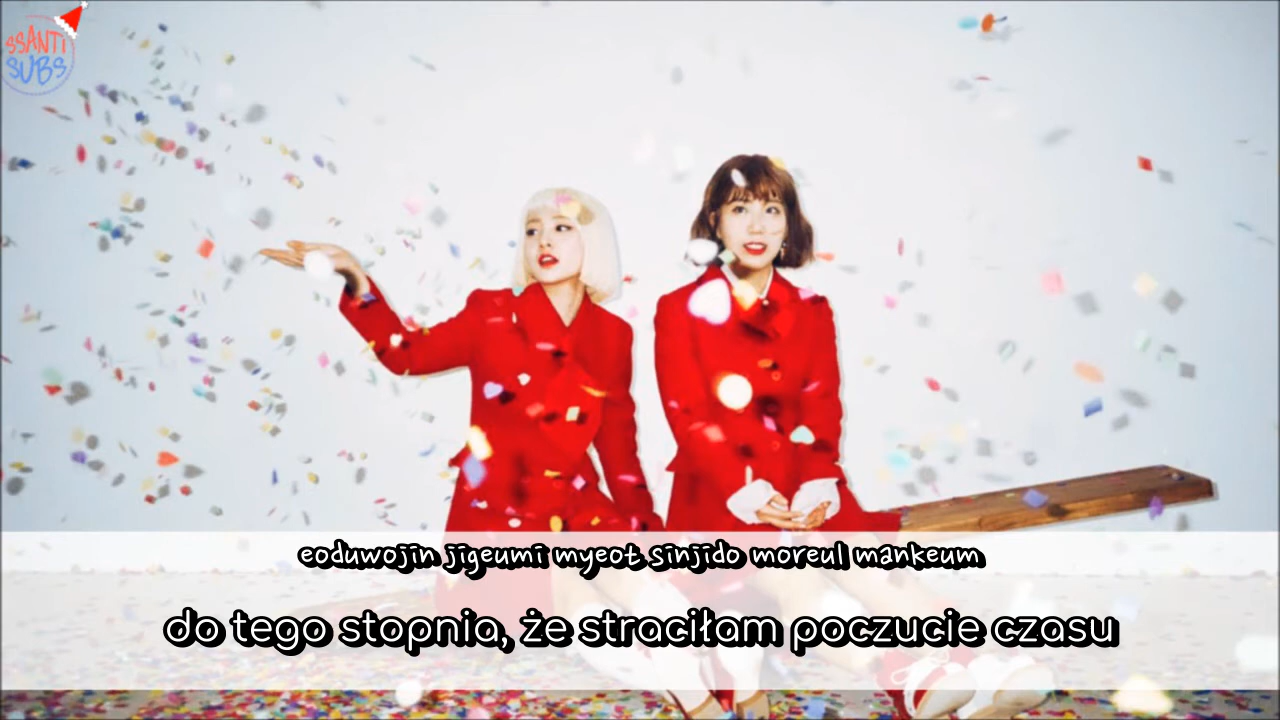 SSANTI
SUBS
eoduwojin jigeumi myeot sinjido moreul mankeum
do tego stopnia, że straciłam poczucie czasu